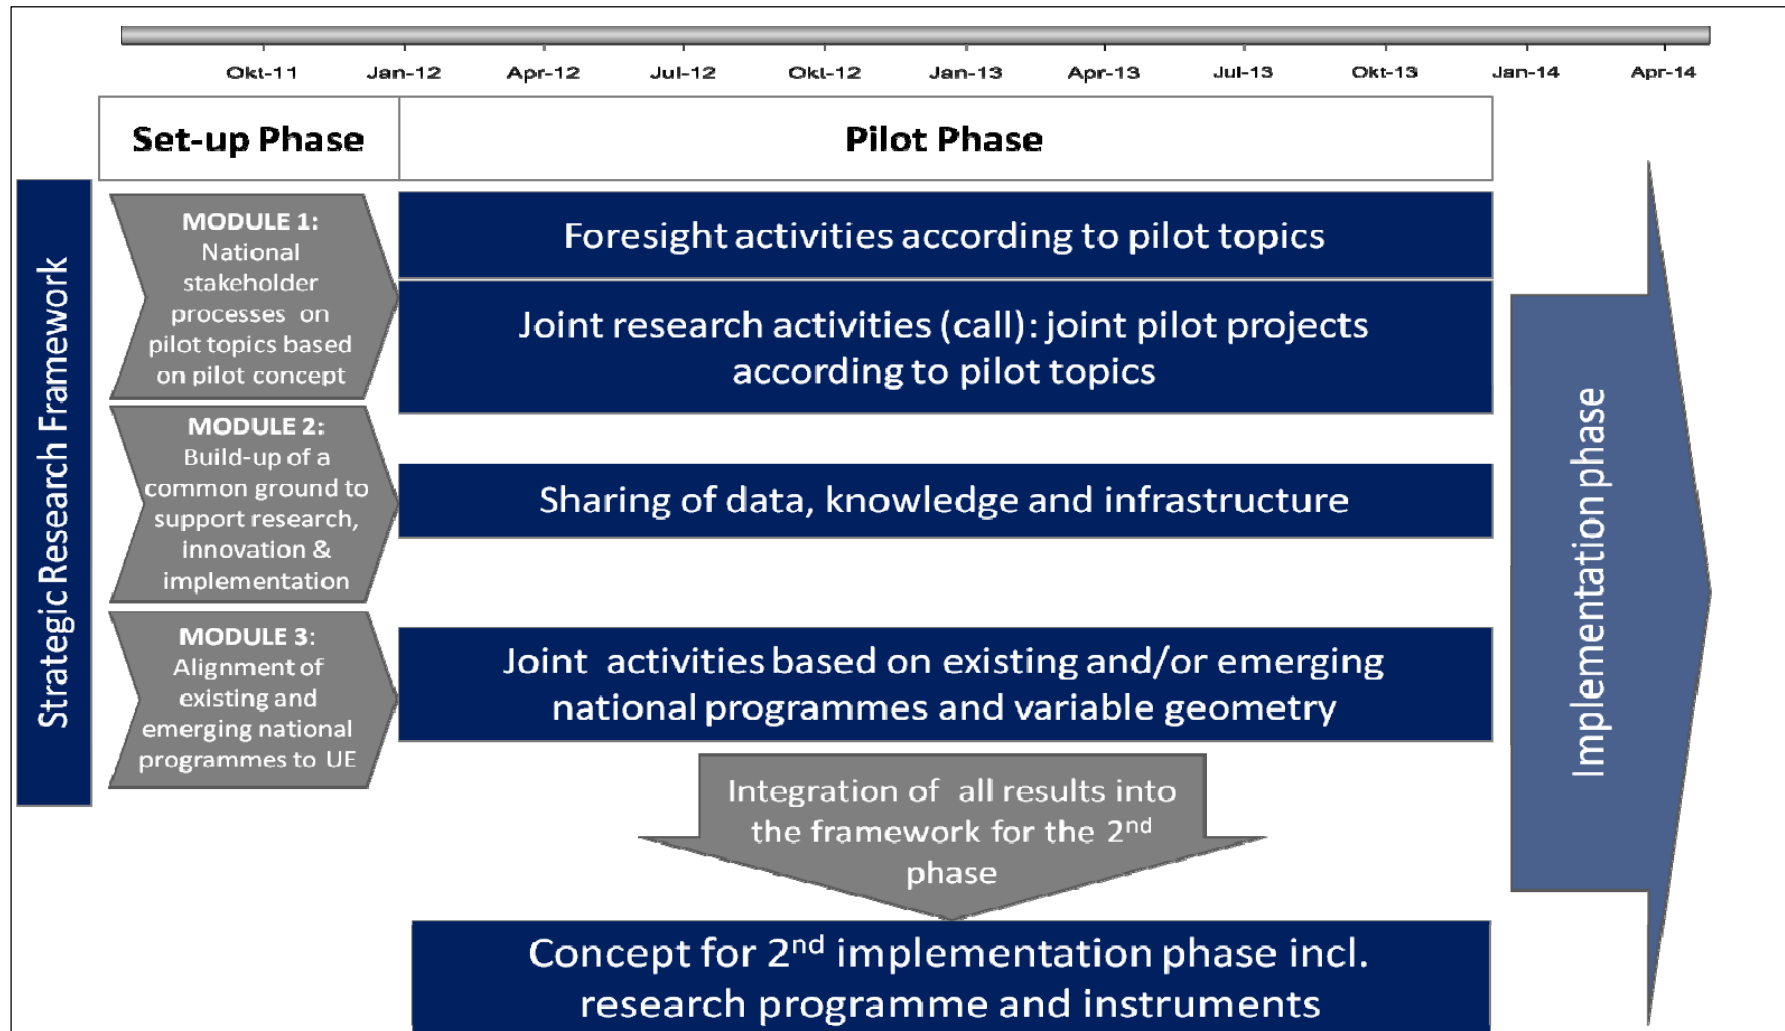 Okt-11 Jan-12 Apr-12 Jul-12 Okt-12 Jan-13 Apr-13 Jul-13 Okt-13 Jan-14 Apr-14
Set-up Phase
Pilot Phase
Strategic Research Framework
MODULE 1:
National
stakeholder
processes on
pilot topics based
on pilot concept
Foresight activities according to pilot topics
Joint research activities (call): joint pilot projects
according to pilot topics
MODULE 2:
Build-up of a
common ground to
support research,
innovation &
implementation
Sharing of data, knowledge and infrastructure
MODULE 3:
Alignment of
existing and
emerging national
programmes to UE
Joint activities based on existing and/or emerging
national programmes and variable geometry
Integration of all results into
the framework for the 2nd
phase
Concept for 2nd implementation phase incl.
research programme and instruments
Implementation phase